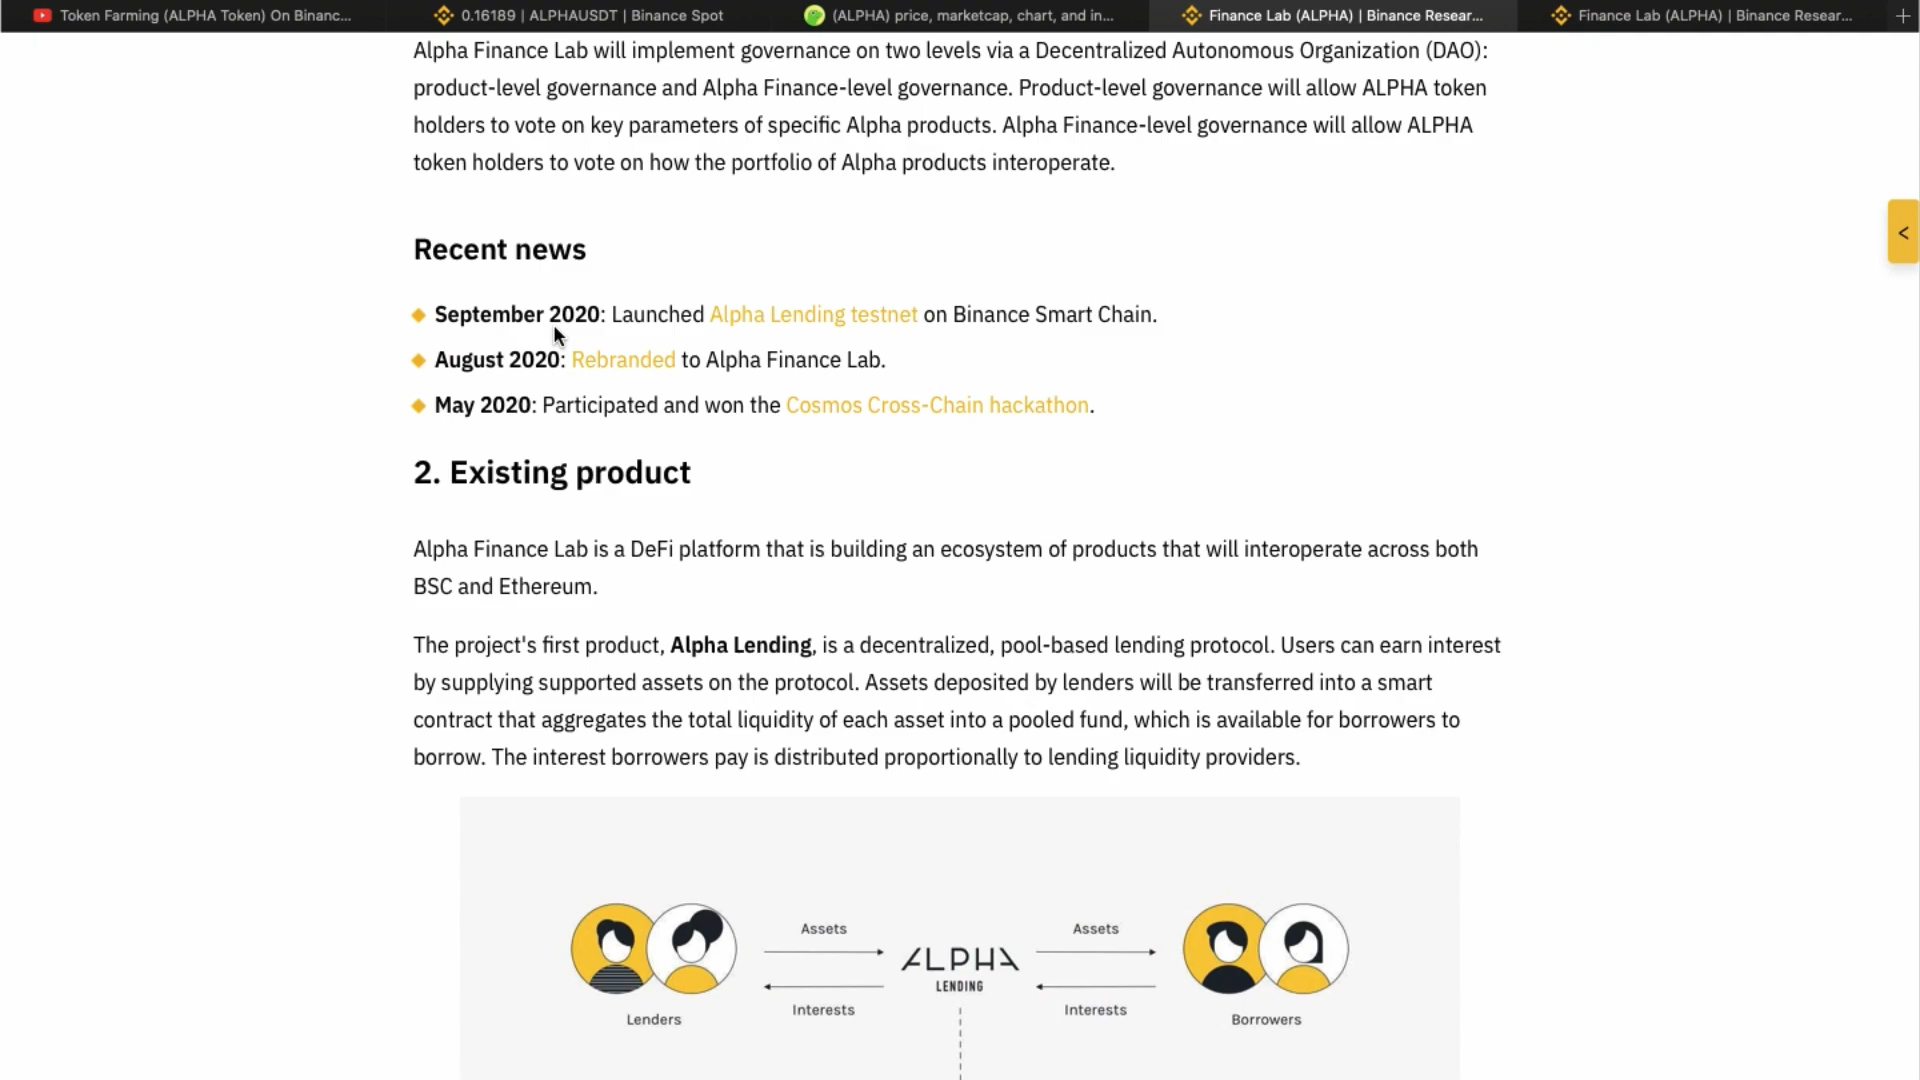 Token Farming (ALPHA Token) On Binanc...
0.16189 | ALPHAUSDT | Binance Spot
(ALPHA) price, marketcap, chart, and in...
Finance Lab (ALPHA) | Binance Resear...
Finance Lab (ALPHA) | Binance Resear...
Alpha Finance Lab will implement governance on two levels via a Decentralized Autonomous Organization (DAO):
product-level governance and Alpha Finance-level governance. Product-level governance will allow ALPHA token
holders to vote on key parameters of specific Alpha products. Alpha Finance-level governance will allow ALPHA
token holders to vote on how the portfolio of Alpha products interoperate.
<
Recent news
September 2020: Launched Alpha Lending testnet on Binance Smart Chain.
August 2020: Rebranded to Alpha Finance Lab.
May 2020: Participated and won the Cosmos Cross-Chain hackathon.
2. Existing product
Alpha Finance Lab is a DeFi platform that is building an ecosystem of products that will interoperate across both
BSC and Ethereum.
The project's first product, Alpha Lending, is a decentralized, pool-based lending protocol. Users can earn interest
by supplying supported assets on the protocol. Assets deposited by lenders will be transferred into a smart
contract that aggregates the total liquidity of each asset into a pooled fund, which is available for borrowers to
borrow. The interest borrowers pay is distributed proportionally to lending liquidity providers.
Assets
Assets
ALPHA
LENDING
Interests
Interests
Lenders
Borrowers